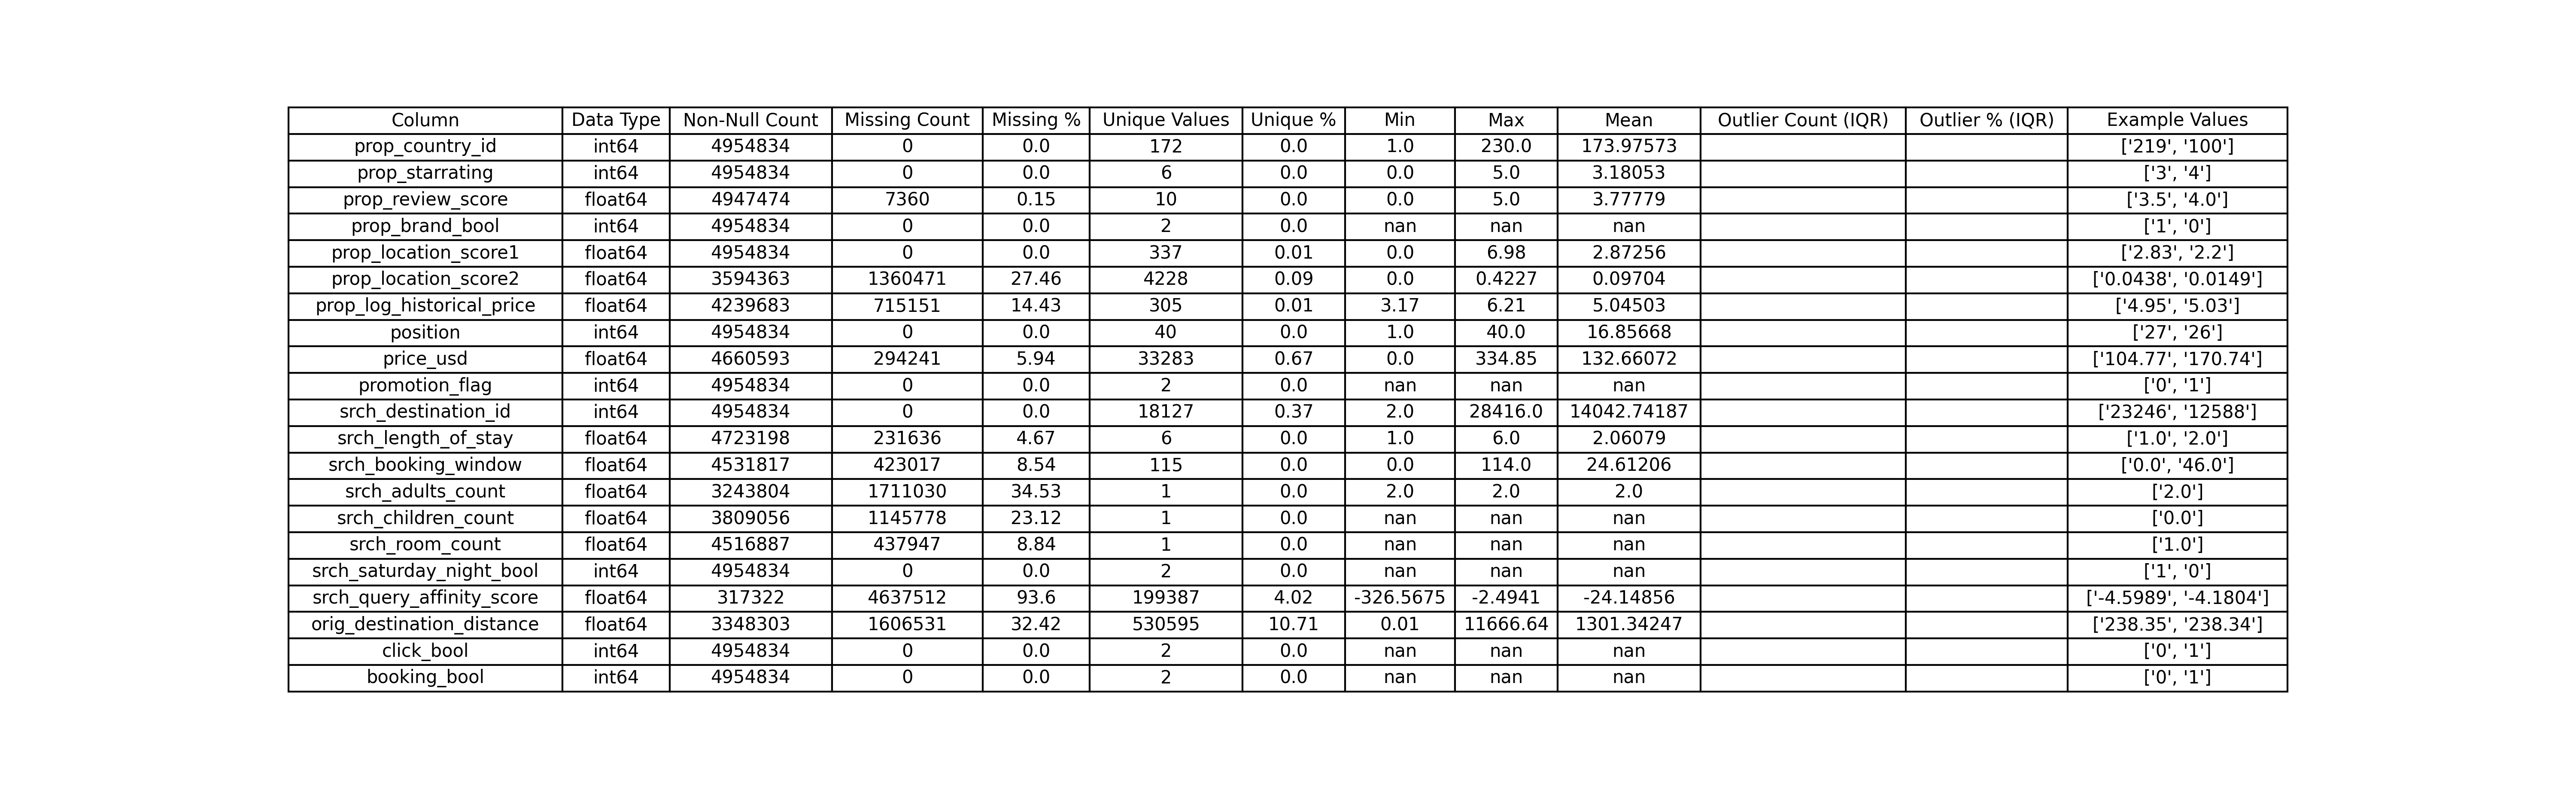 Column Data Type Non-Null Count Missing Count Missing % Unique Values Unique % Min Max Mean Outlier Count (IQR) Outlier % (IQR) Example Values
prop_country_id int64 4954834 0 0.0 172 0.0 1.0 230.0 173.97573 ['219', '100']
prop_starrating int64 4954834 0 0.0 6 0.0 0.0 5.0 3.18053 ['3', '4']
prop_review_score float64 4947474 7360 0.15 10 0.0 0.0 5.0 3.77779 ['3.5', '4.0']
prop_brand_bool int64 4954834 0 0.0 2 0.0 nan nan nan ['1', '0']
prop_location_score1 float64 4954834 0 0.0 337 0.01 0.0 6.98 2.87256 ['2.83', '2.2']
prop_location_score2 float64 3594363 1360471 27.46 4228 0.09 0.0 0.4227 0.09704 ['0.0438', '0.0149']
prop_log_historical_price float64 4239683 715151 14.43 305 0.01 3.17 6.21 5.04503 ['4.95', '5.03']
position int64 4954834 0 0.0 40 0.0 1.0 40.0 16.85668 ['27', '26']
price_usd float64 4660593 294241 5.94 33283 0.67 0.0 334.85 132.66072 ['104.77', '170.74']
promotion_flag int64 4954834 0 0.0 2 0.0 nan nan nan ['0', '1']
srch_destination_id int64 4954834 0 0.0 18127 0.37 2.0 28416.0 14042.74187 ['23246', '12588']
srch_length_of_stay float64 4723198 231636 4.67 6 0.0 1.0 6.0 2.06079 ['1.0', '2.0']
srch_booking_window float64 4531817 423017 8.54 115 0.0 0.0 114.0 24.61206 ['0.0', '46.0']
srch_adults_count float64 3243804 1711030 34.53 1 0.0 2.0 2.0 2.0 ['2.0']
srch_children_count float64 3809056 1145778 23.12 1 0.0 nan nan nan ['0.0']
srch_room_count float64 4516887 437947 8.84 1 0.0 nan nan nan ['1.0']
srch_saturday_night_bool int64 4954834 0 0.0 2 0.0 nan nan nan ['1', '0']
srch_query_affinity_score float64 317322 4637512 93.6 199387 4.02 -326.5675 -2.4941 -24.14856 ['-4.5989', '-4.1804']
orig_destination_distance float64 3348303 1606531 32.42 530595 10.71 0.01 11666.64 1301.34247 ['238.35', '238.34']
click_bool int64 4954834 0 0.0 2 0.0 nan nan nan ['0', '1']
booking_bool int64 4954834 0 0.0 2 0.0 nan nan nan ['0', '1']